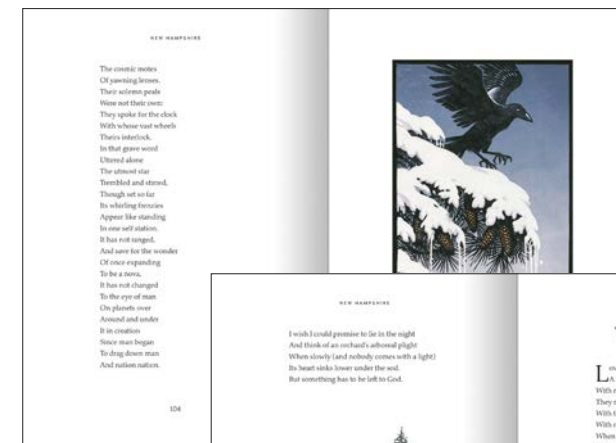 NEW HAMPSHIRE
The cosmic motes
Of yawning lenses.
Their solemn peals
Were not their own:
They spoke for the clock
With whose vast wheels
Theirs interlock.
In that grave word
Uttered alone
The utmost star
Trembled and stirred,
Though set so far
Its whirling frenzies
Appear like standing
In one self station.
It has not ranged,
And save for the wonder
Of once expanding
To be a nova,
It has not changed
To the eye of man
On planets over
Around and under
It in creation
Since man began
To drag down man
And nation nation.
104
NEW HAMPSHIRE
I wish I could promise to lie in the night
And think of an orchard's arboreal plight
When slowly (and nobody comes with a light)
Its heart sinks lower under the sod.
But something has to be left to God.
With
They
With
With
When